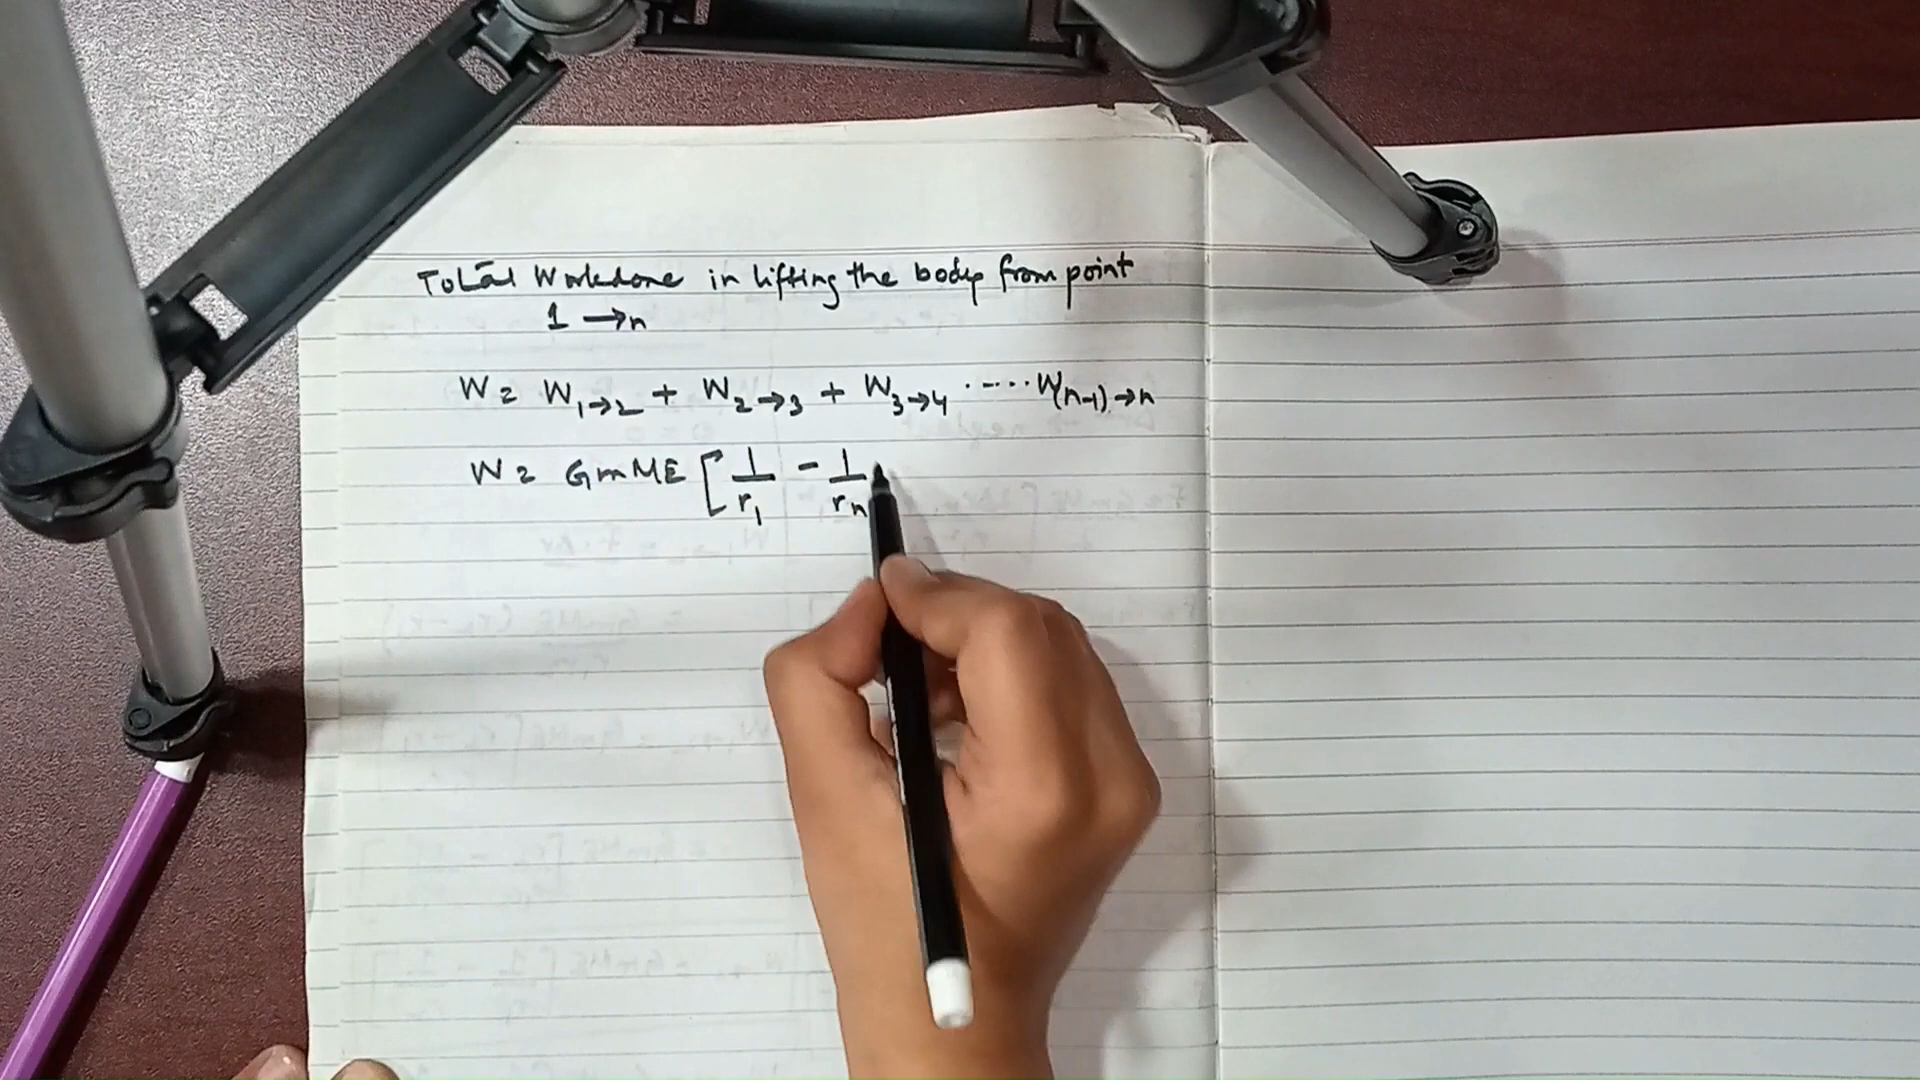 Total Workdone in lifting the body from point
1 → n
W = W1→2 + W2→3 + W3→4 ..... W(n-1)→n
W = GmME [ 1/r1 - 1/rn